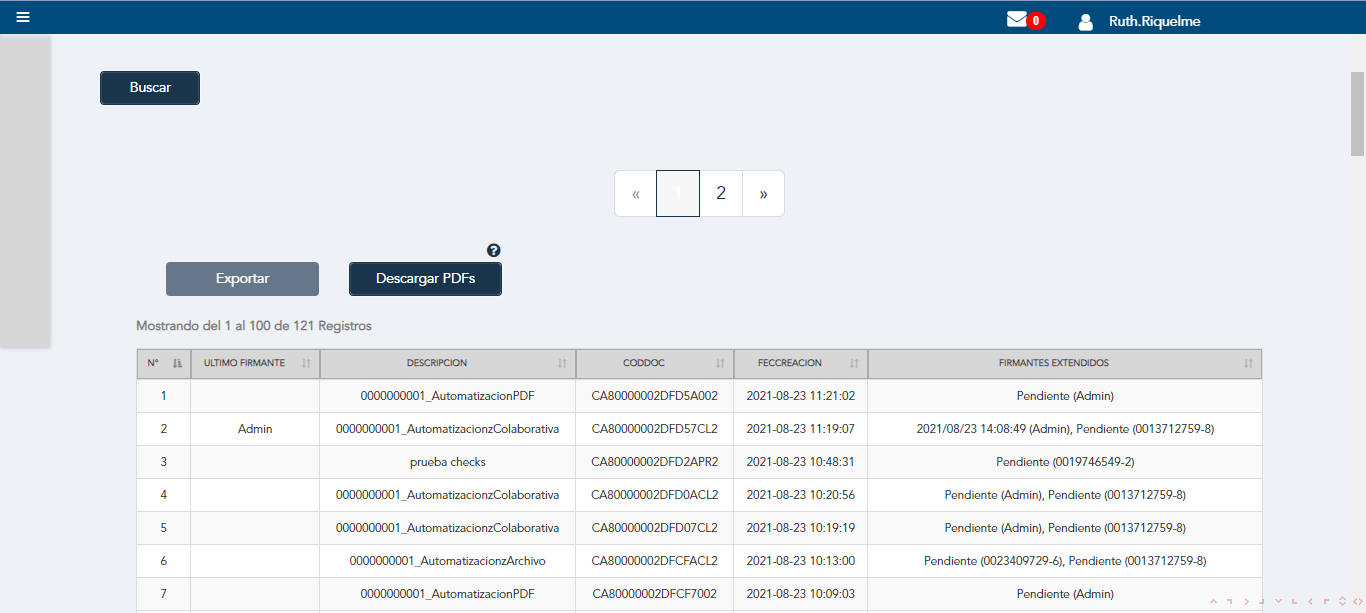 0 Ruth.Riquelme
Buscar
« 1 2 »
?
Exportar Descargar PDFs
Mostrando del 1 al 100 de 121 Registros
N° ULTIMO FIRMANTE DESCRIPCION CODDOC FECCREACION FIRMANTES EXTENDIDOS
1 0000000001_AutomatizacionPDF CA80000002DFD5A002 2021-08-23 11:21:02 Pendiente (Admin)
2 Admin 0000000001_AutomatizacionzColaborativa CA80000002DFD57CL2 2021-08-23 11:19:07 2021/08/23 14:08:49 (Admin), Pendiente (0013712759-8)
3 prueba checks CA80000002DFD2APR2 2021-08-23 10:48:31 Pendiente (0019746549-2)
4 0000000001_AutomatizacionzColaborativa CA80000002DFD0ACL2 2021-08-23 10:20:56 Pendiente (Admin), Pendiente (0013712759-8)
5 0000000001_AutomatizacionzColaborativa CA80000002DFD07CL2 2021-08-23 10:19:19 Pendiente (Admin), Pendiente (0013712759-8)
6 0000000001_AutomatizacionzArchivo CA80000002DFCFACL2 2021-08-23 10:13:00 Pendiente (0023409729-6), Pendiente (0013712759-8)
7 0000000001_AutomatizacionPDF CA80000002DFCF7002 2021-08-23 10:09:03 Pendiente (Admin)